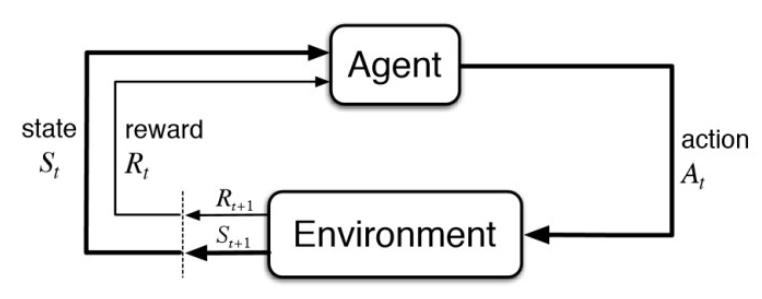 Agent
state
S_t
reward
R_t
action
A_t
R_{t+1}
S_{t+1}
Environment